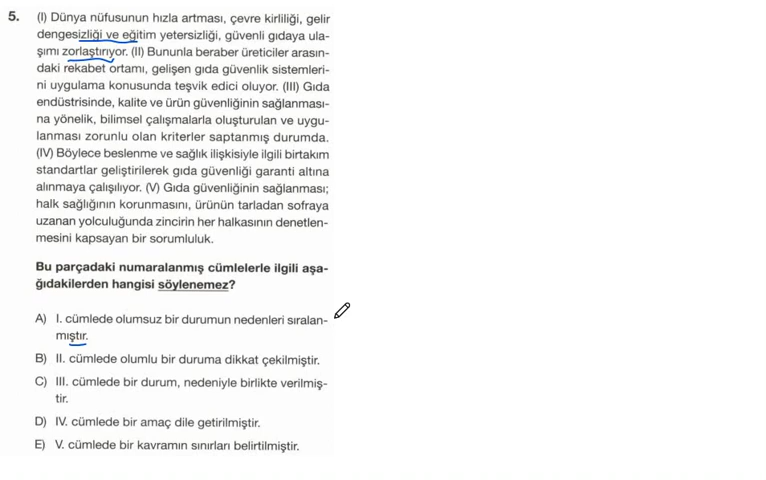 5. (I) Dünya nüfusunun hızla artması, çevre kirliliği, gelir
dengesizliği ve eğitim yetersizliği, güvenli gıdaya ula-
şımı zorlaştırıyor. (II) Bununla beraber üreticiler arasın-
daki rekabet ortamı, gelişen gıda güvenlik sistemleri-
ni uygulama konusunda teşvik edici oluyor. (III) Gıda
endüstrisinde, kalite ve ürün güvenliğinin sağlanması-
na yönelik, bilimsel çalışmalarla oluşturulan ve uygu-
lanması zorunlu olan kriterler saptanmış durumda.
(IV) Böylece beslenme ve sağlık ilişkisiyle ilgili birtakım
standartlar geliştirilerek gıda güvenliği garanti altına
alınmaya çalışılıyor. (V) Gıda güvenliğinin sağlanması;
halk sağlığının korunmasını, ürünün tarladan sofraya
uzanan yolculuğunda zincirin her halkasının denetlen-
mesini kapsayan bir sorumluluk.
Bu parçadaki numaralanmış cümlelerle ilgili aşa-
ğıdakilerden hangisi söylenemez?
A) I. cümlede olumsuz bir durumun nedenleri sıralan-
mıştır.
B) II. cümlede olumlu bir duruma dikkat çekilmiştir.
C) III. cümlede bir durum, nedeniyle birlikte verilmiş-
tir.
D) IV. cümlede bir amaç dile getirilmiştir.
E) V. cümlede bir kavramın sınırları belirtilmiştir.